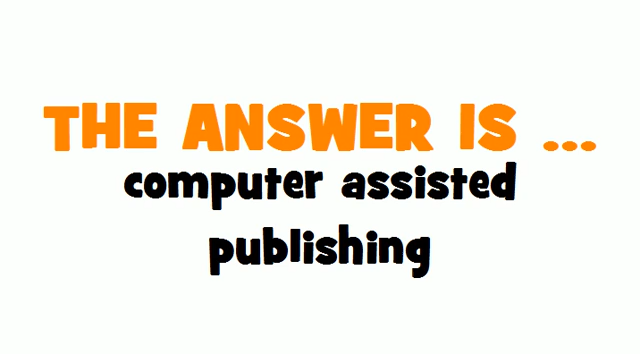 THE ANSWER IS ...
computer assisted
publishing